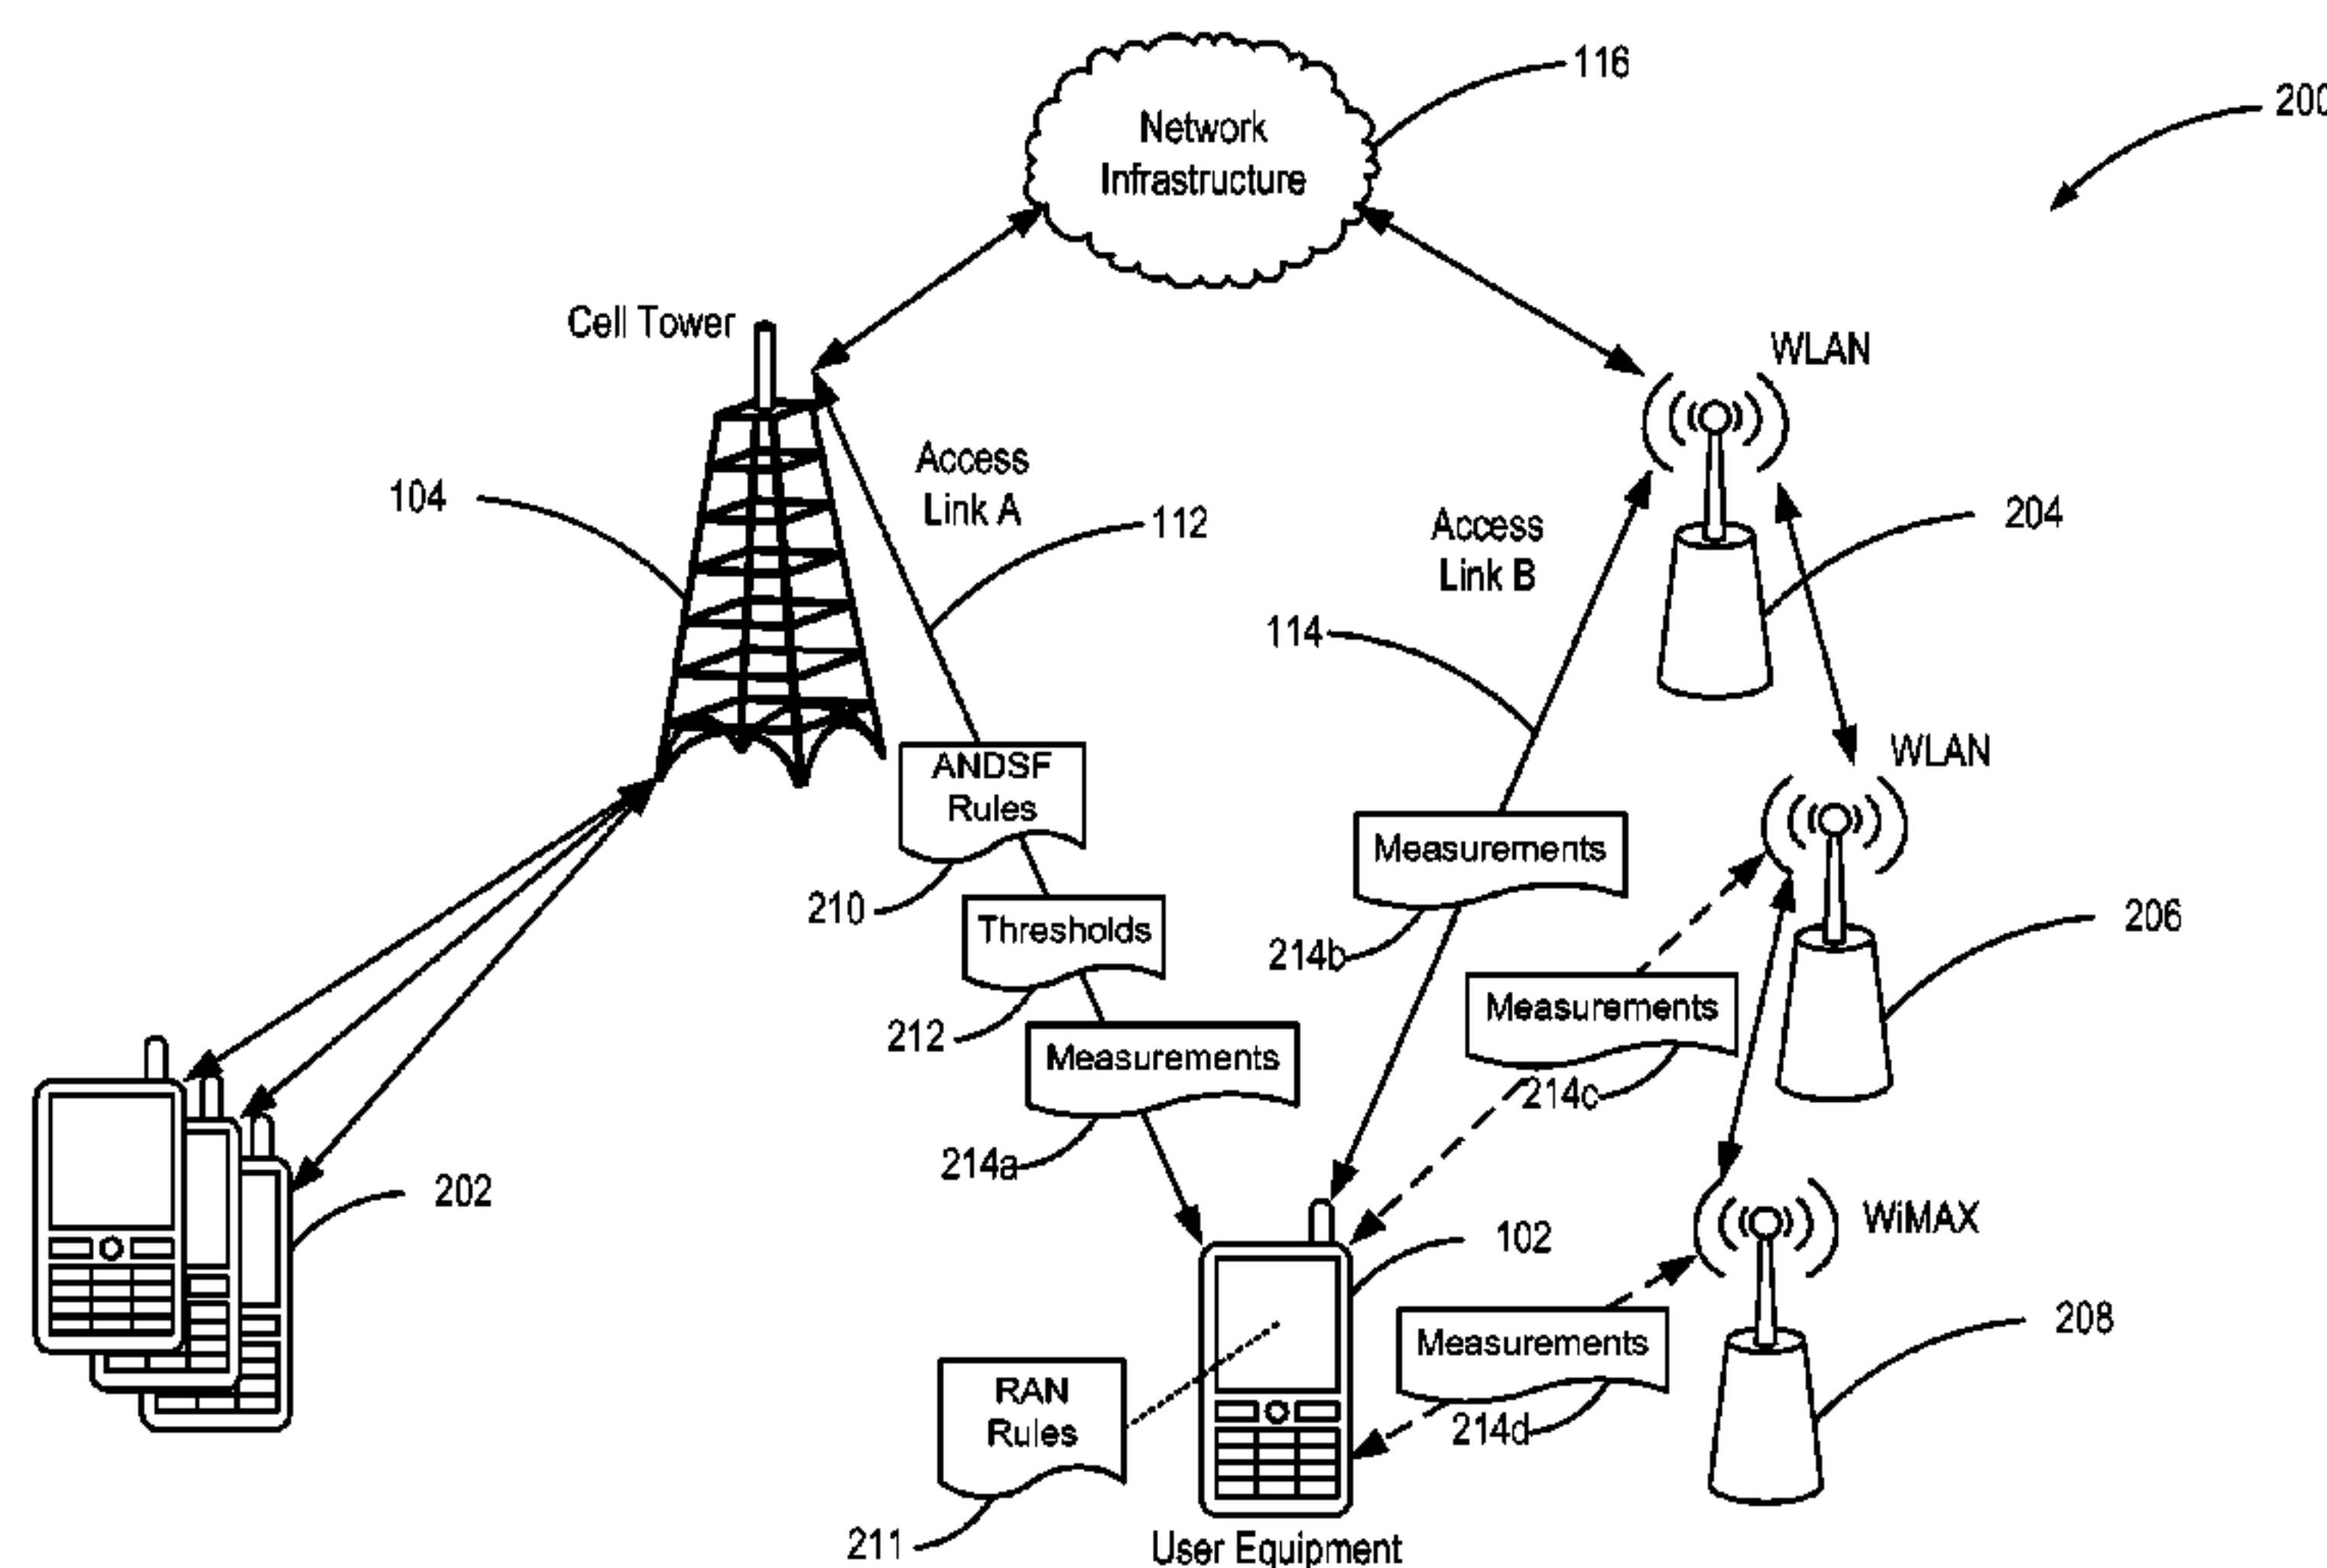 116
200
Network
Infrastructure
Cell Tower
WLAN
Access
Link A
104
112
Access
Link B
204
114
WLAN
ANDSF
Rules
Measurements
210
Thresholds
214b
206
Measurements
212
Measurements
214c
214a
202
WiMAX
102
208
Measurements
RAN
Rules
214d
211
User Equipment